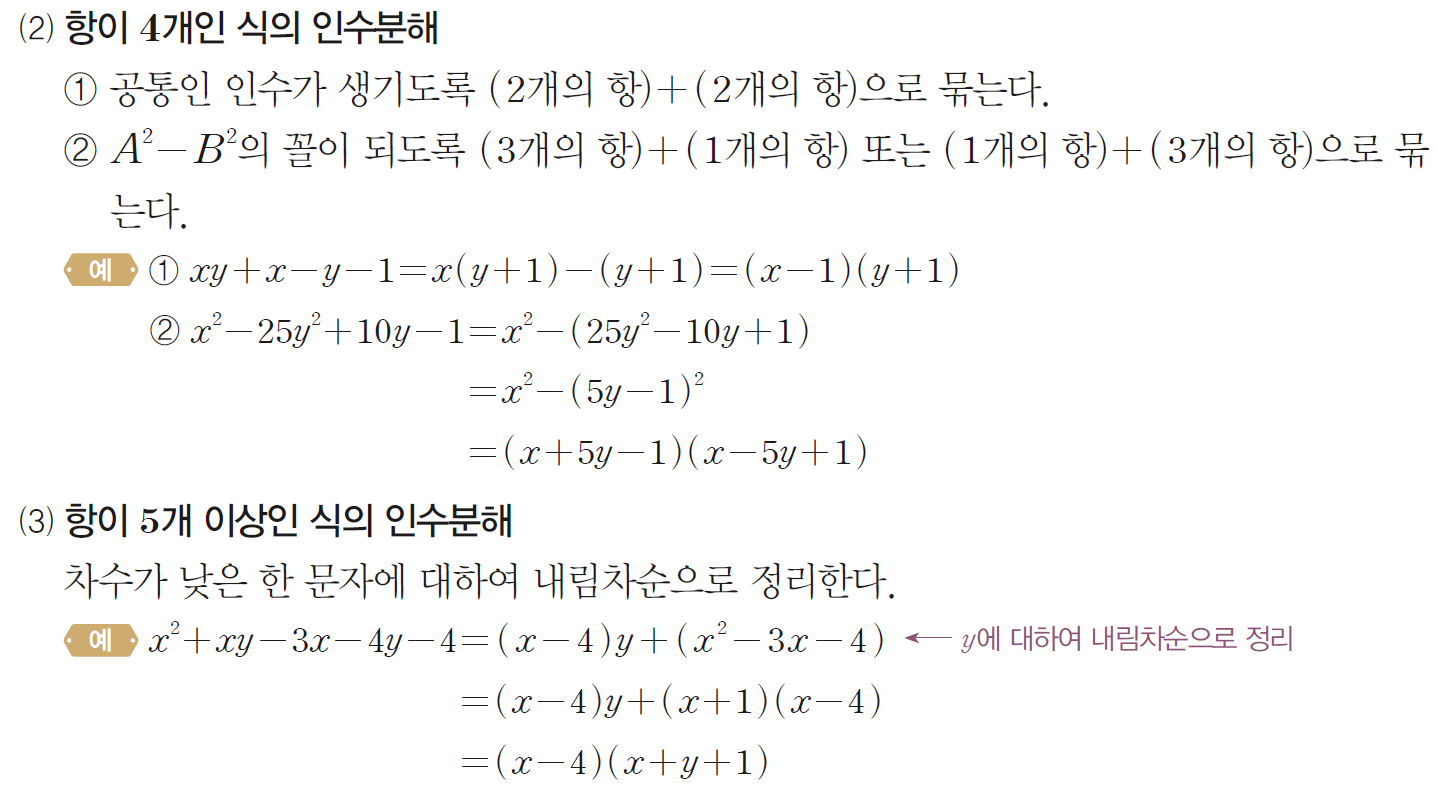 (2) 항이 4개인 식의 인수분해
① 공통인 인수가 생기도록 (2개의 항)+(2개의 항)으로 묶는다.
② A²-B²의 꼴이 되도록 (3개의 항)+(1개의 항) 또는 (1개의 항)+(3개의 항)으로 묶
는다.
예 ① xy+x-y-1=x(y+1)-(y+1)=(x-1)(y+1)
② x²-25y²+10y-1=x²-(25y²-10y+1)
=x²-(5y-1)²
=(x+5y-1)(x-5y+1)
(3) 항이 5개 이상인 식의 인수분해
차수가 낮은 한 문자에 대하여 내림차순으로 정리한다.
예 x²+xy-3x-4y-4=(x-4)y+(x²-3x-4) ← y에 대하여 내림차순으로 정리
=(x-4)y+(x+1)(x-4)
=(x-4)(x+y+1)